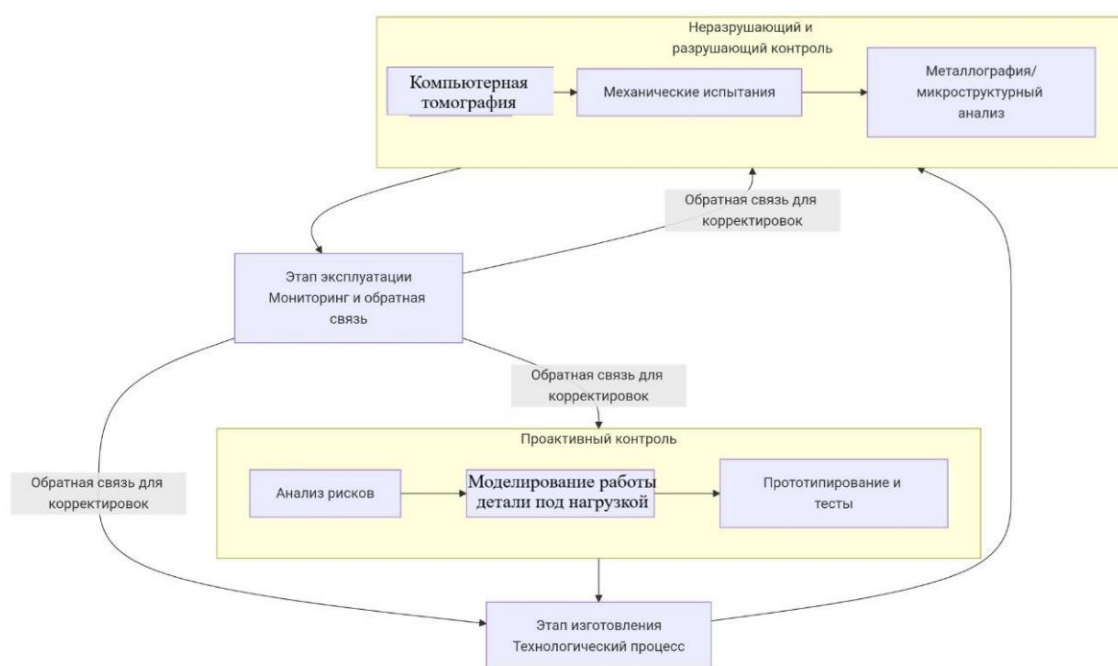 Неразрушающий и
разрушающий контроль
Компьютерная
томография
Механические испытания
Металлография/
микроструктурный
анализ
Обратная связь для
корректировок
Этап эксплуатации
Мониторинг и обратная
связь
Обратная связь для
корректировок
Проактивный контроль
Обратная связь для
корректировок
Анализ рисков
Моделирование работы
детали под нагрузкой
Прототипирование и
тесты
Этап изготовления
Технологический процесс